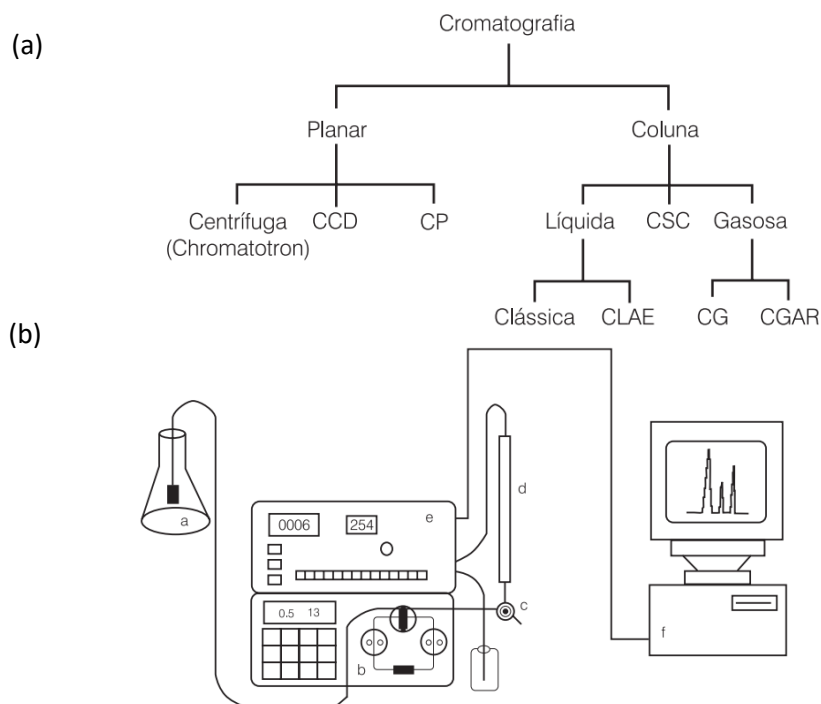 (a)
Cromatografia
Planar Coluna
Centrífuga CCD CP Líquida CSC Gasosa
(Chromatotron)
Clássica CLAE CG CGAR
(b)
a
0006 254 e
d
0.5 13
c
b
f